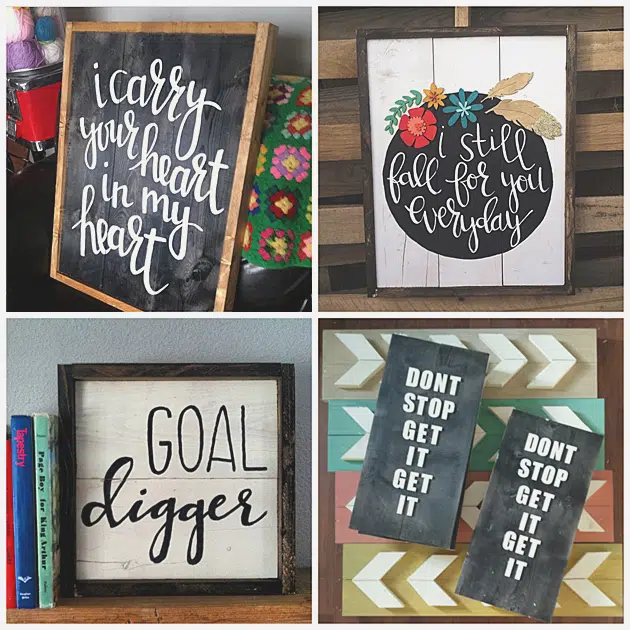 i carry
your heart
in my
heart
i still
fall for you
everyday
GOAL
digger
Tapestry
Page Boy for King Arthur
DONT
STOP
GET
IT
GET
IT
DONT
STOP
GET
IT
GET
IT